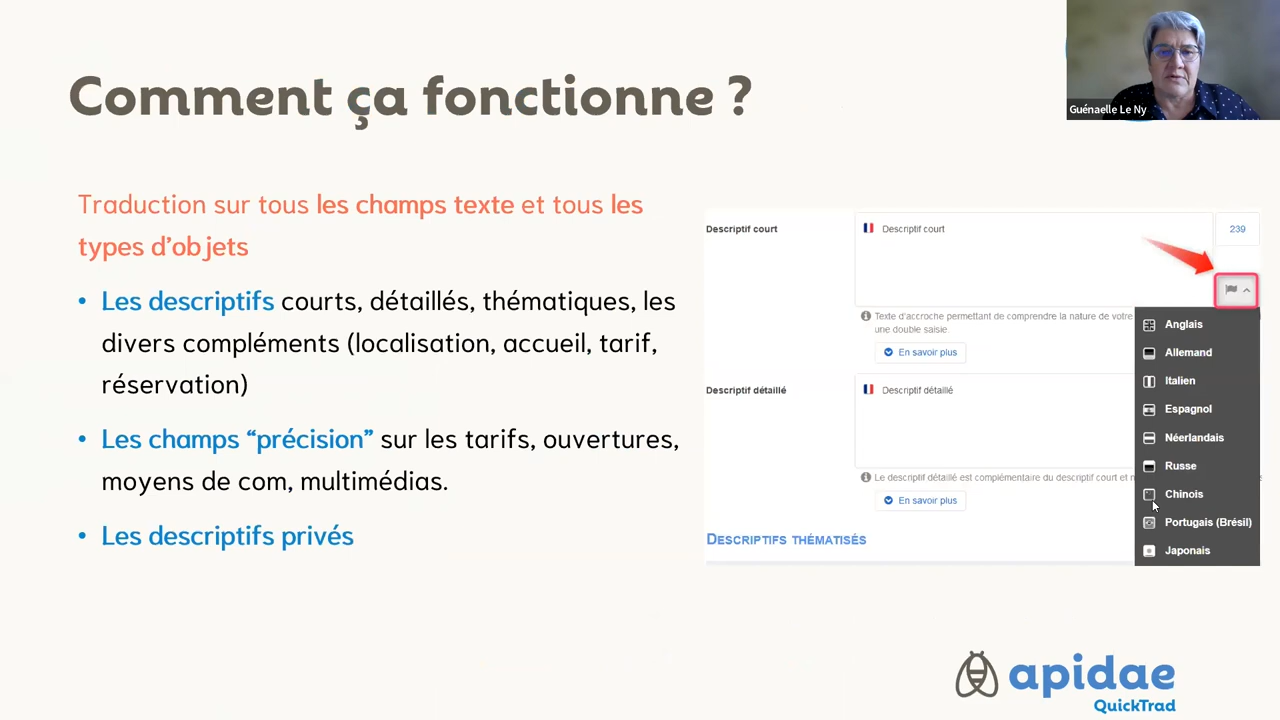 Comment ça fonctionne ?
Guénaelle Le Ny
Traduction sur tous les champs texte et tous les
types d'objets
• Les descriptifs courts, détaillés, thématiques, les
divers compléments (localisation, accueil, tarif,
réservation)
• Les champs “précision” sur les tarifs, ouvertures,
moyens de com, multimédias.
• Les descriptifs privés
Descriptif court
Descriptif court
239
Texte d'accroche permettant de comprendre la nature de votre
une double saisie.
En savoir plus
Descriptif détaillé
Descriptif détaillé
Le descriptif détaillé est complémentaire du descriptif court et
En savoir plus
DESCRIPTIFS THÉMATISÉS
Anglais
Allemand
Italien
Espagnol
Néerlandais
Russe
Chinois
Portugais (Brésil)
Japonais
apidae
QuickTrad